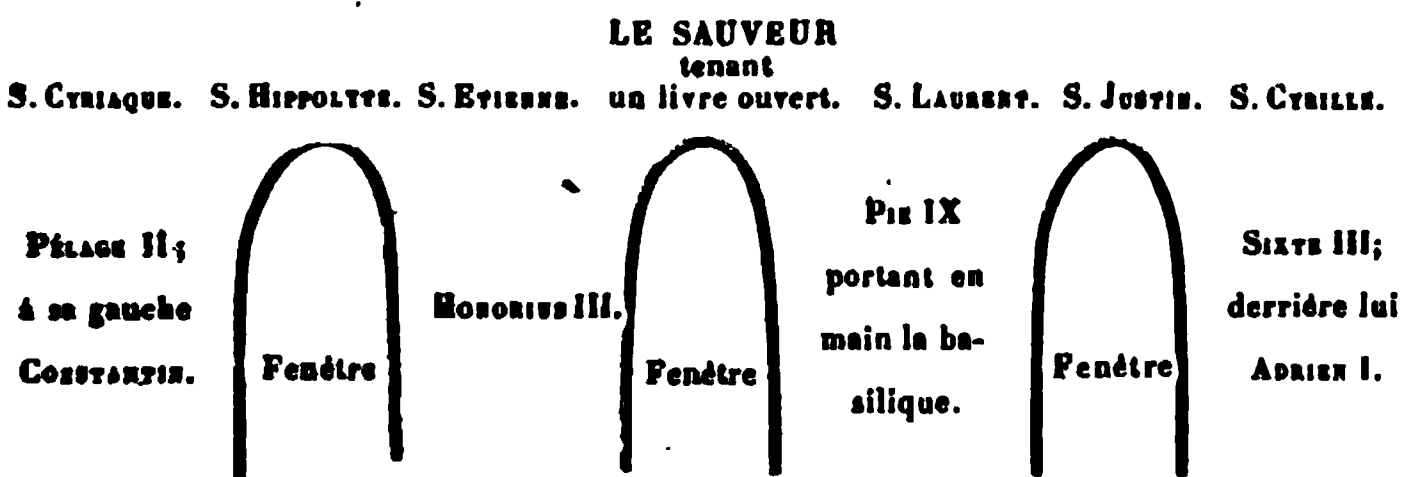 LE SAUVEUR
tenant
S. CYRIAQUE. S. HIPPOLYTE. S. ETIENNE. un livre ouvert. S. LAURENT. S. JUSTIN. S. CYRILLE.
PÉLAGE II;
à sa gauche
CONSTANTIN.
Fenêtre
HONORIUS III.
Fenêtre
PIE IX
portant en
main la ba-
silique.
Fenêtre
SIXTE III;
derrière lui
ADRIEN I.